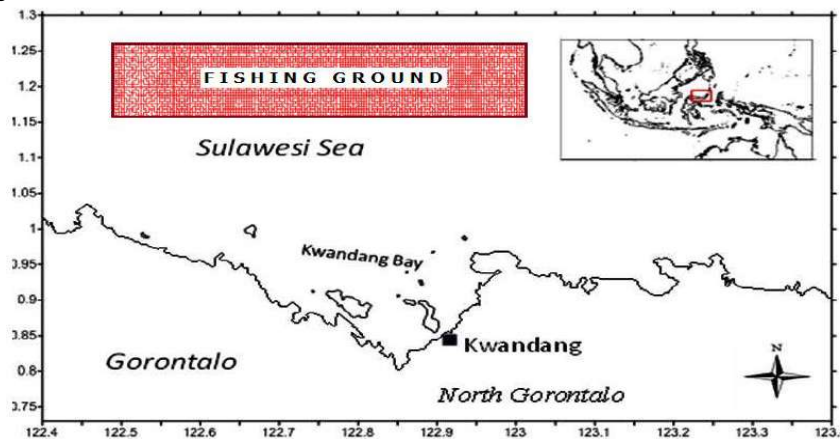 1.3
1.25
FISHING GROUND
1.2
1.15
Sulawesi Sea
1.1
1.05
1
Kwandang Bay
0.95
0.9
0.85
Kwandang
Gorontalo
0.8
N
North Gorontalo
0.75
122.4 122.5 122.6 122.7 122.8 122.9 123 123.1 123.2 123.3